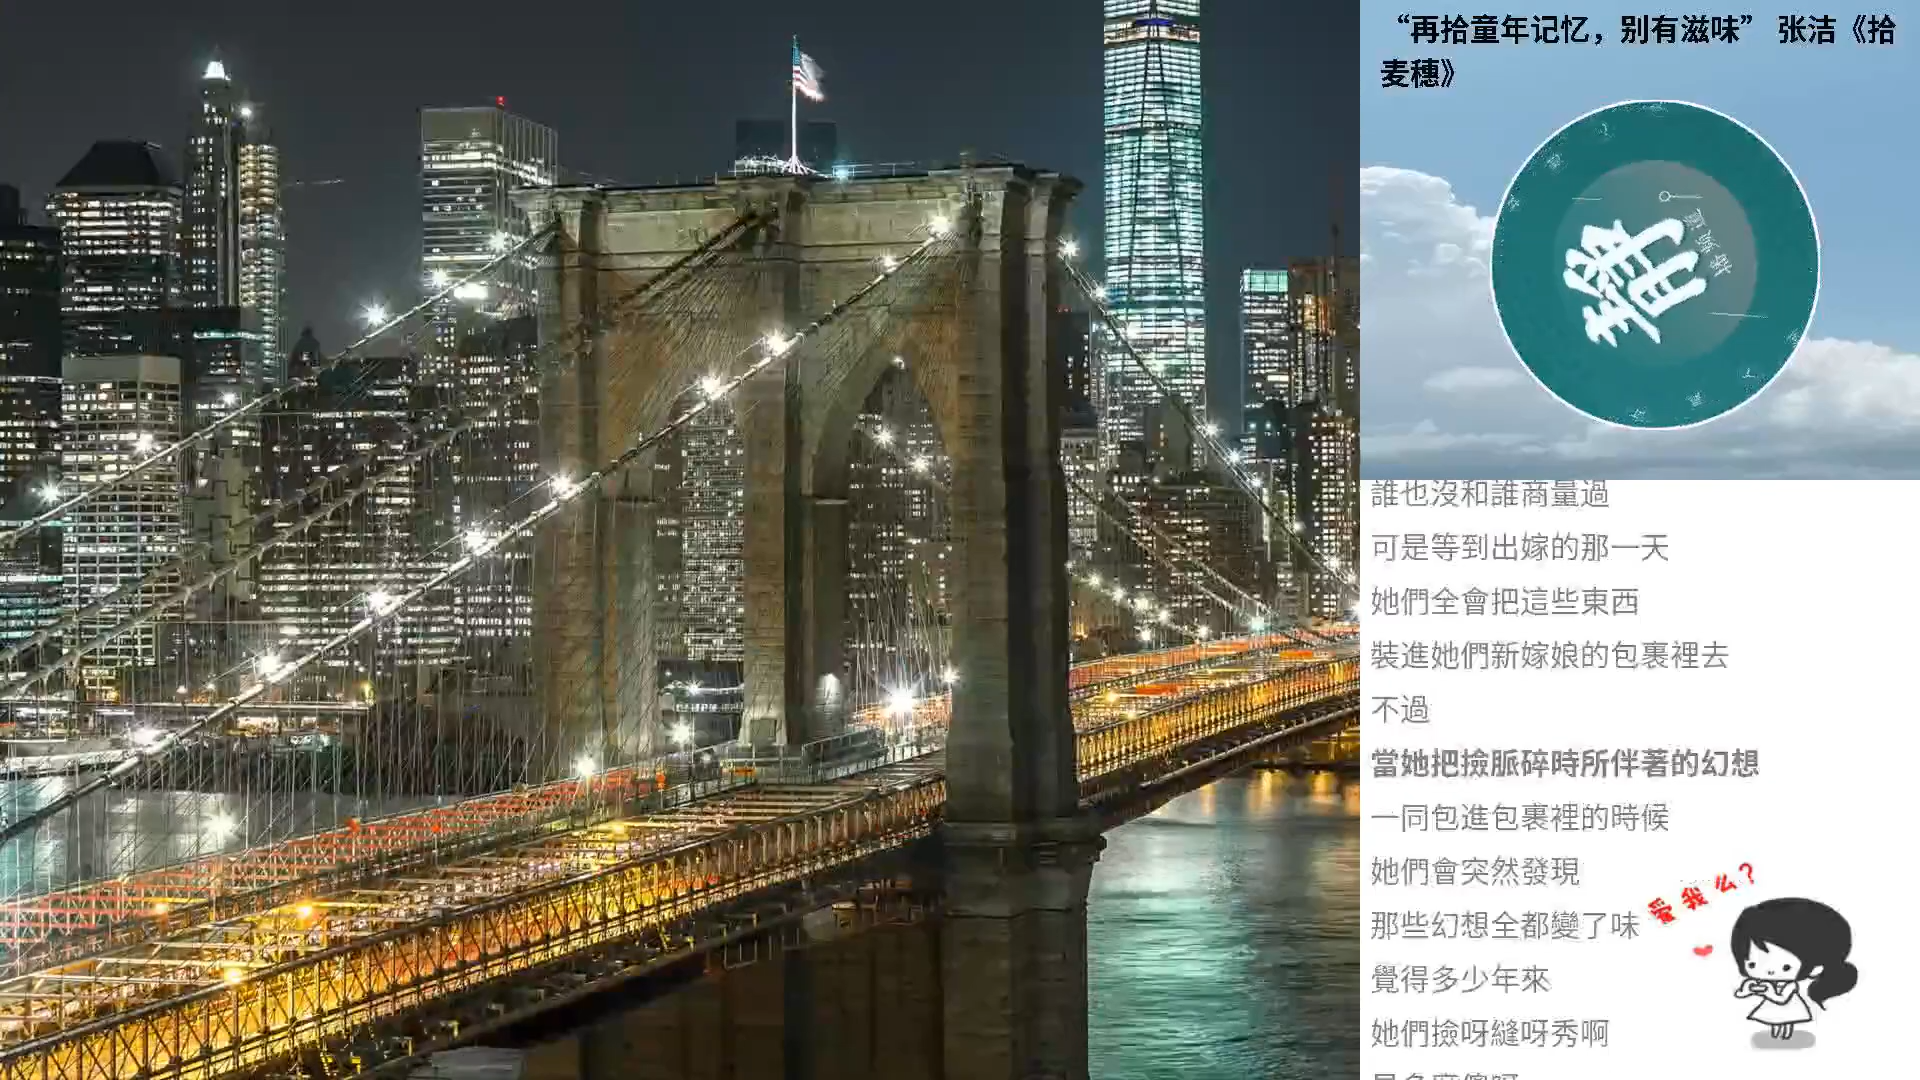 “再拾童年记忆，别有滋味” 张洁《拾
麦穗》
誰也沒和誰商量過
可是等到出嫁的那一天
她們全會把這些東西
裝進她們新嫁娘的包裹裡去
不過
當她把撿脈碎時所伴著的幻想
一同包進包裹裡的時候
她們會突然發現
那些幻想全都變了味
覺得多少年來
她們撿呀縫呀秀啊
爱我么？